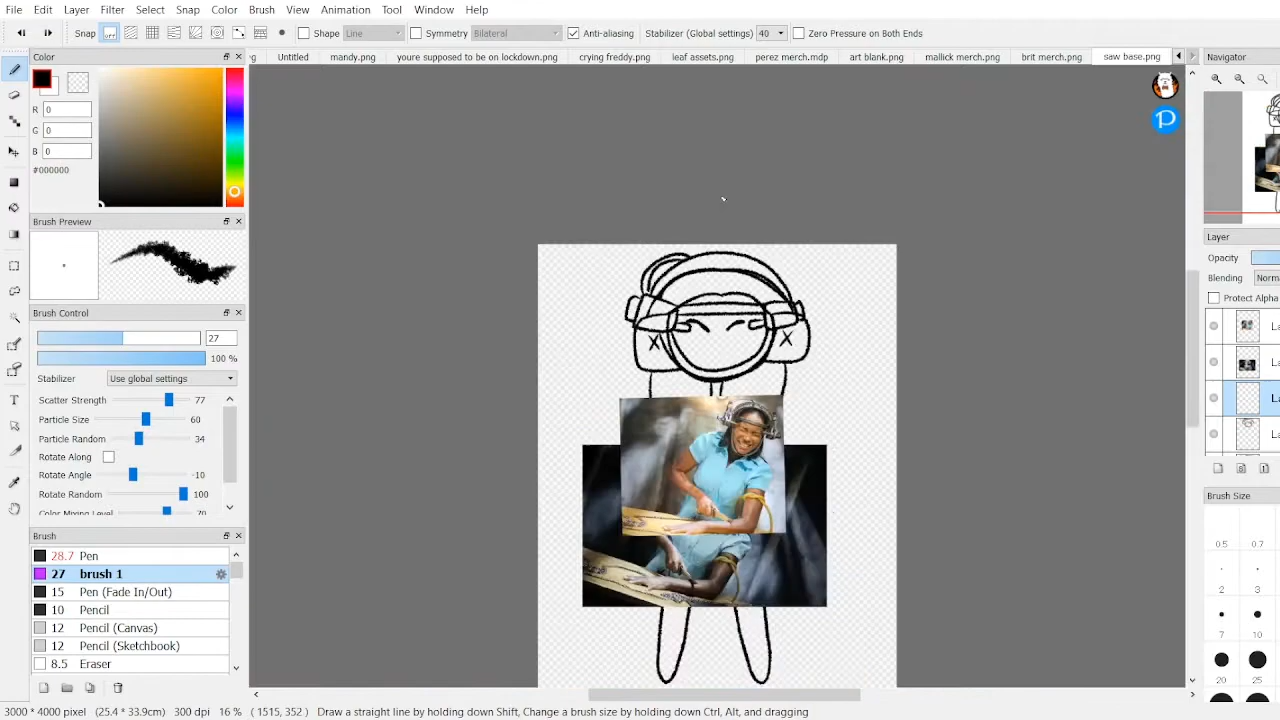 File Edit Layer Filter Select Snap Color Brush View Animation Tool Window Help
Snap off Shape Line Symmetry Bilateral Anti-aliasing Stabilizer (Global settings) 40 Zero Pressure on Both Ends
Color
g Untitled mandy.png youre supposed to be on lockdown.png crying freddy.png leaf assets.png perez merch.mdp art blank.png mallick merch.png brit merch.png saw base.png
Navigator
R 0
G 0
B 0
#000000
Brush Preview
Brush Control
27
100 %
Stabilizer Use global settings
Scatter Strength 77
Particle Size 60
Particle Random 34
Rotate Along
Rotate Angle -10
Rotate Random 100
Color Mixing Level 70
Brush
28.7 Pen
27 brush 1
15 Pen (Fade In/Out)
10 Pencil
12 Pencil (Canvas)
12 Pencil (Sketchbook)
8.5 Eraser
X X
P
Layer
Opacity
Blending Norma
Protect Alpha
La
La
La
La
Brush Size
0.5 0.7
2 3
7 10
20 25
3000 * 4000 pixel (25.4 * 33.9cm) 300 dpi 16 % ( 1515, 352 ) Draw a straight line by holding down Shift, Change a brush size by holding down Ctrl, Alt, and dragging